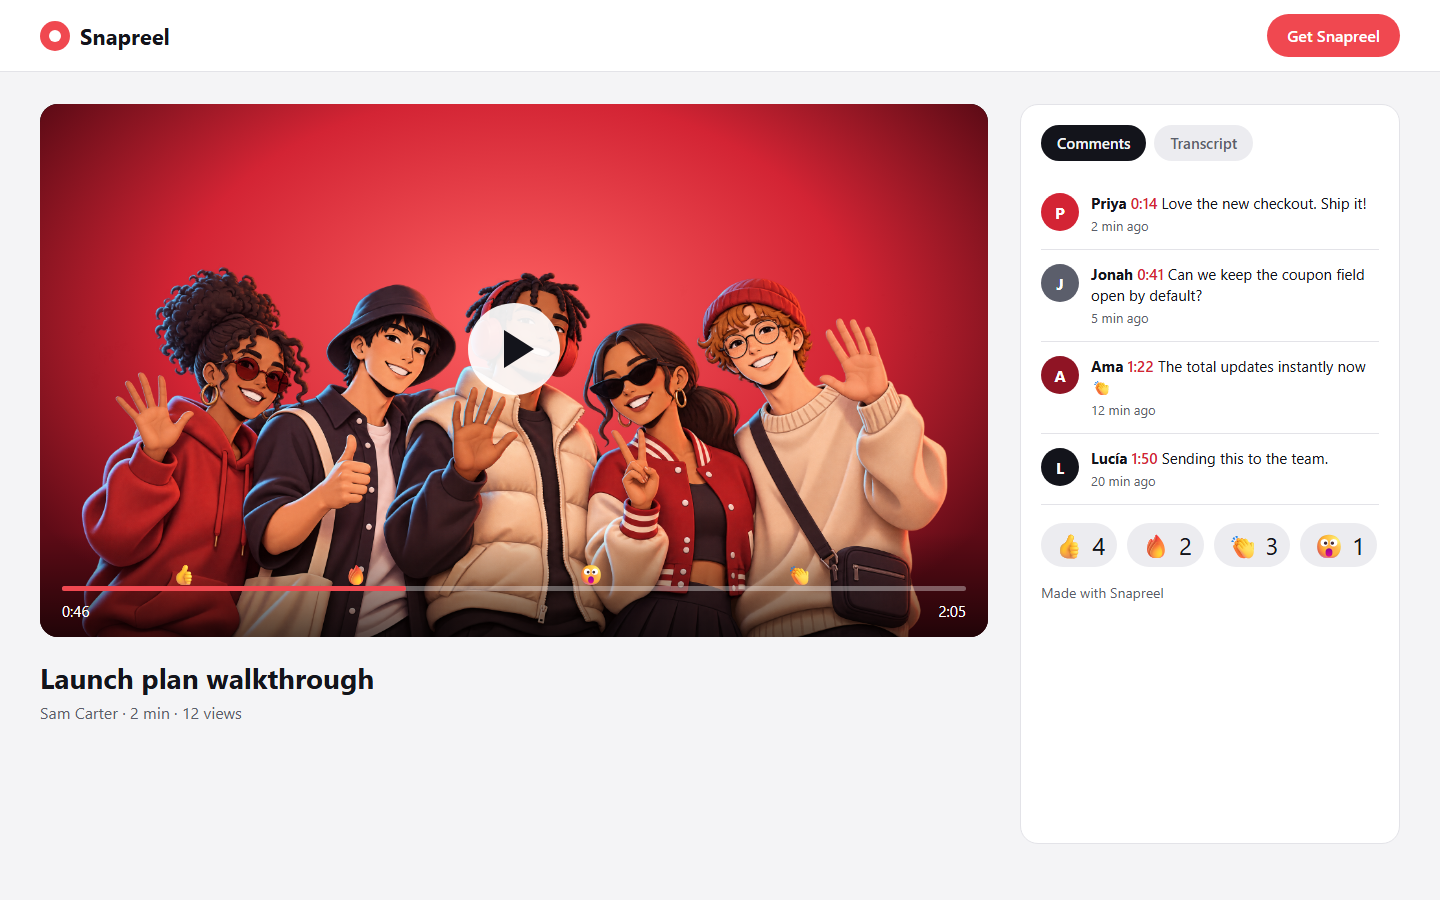 Snapreel
Get Snapreel
0:46
2:05
Launch plan walkthrough
Sam Carter · 2 min · 12 views
Comments
Transcript
P
Priya 0:14 Love the new checkout. Ship it!
2 min ago
J
Jonah 0:41 Can we keep the coupon field
open by default?
5 min ago
A
Ama 1:22 The total updates instantly now
👏
12 min ago
L
Lucía 1:50 Sending this to the team.
20 min ago
👍 4
🔥 2
👏 3
😱 1
Made with Snapreel